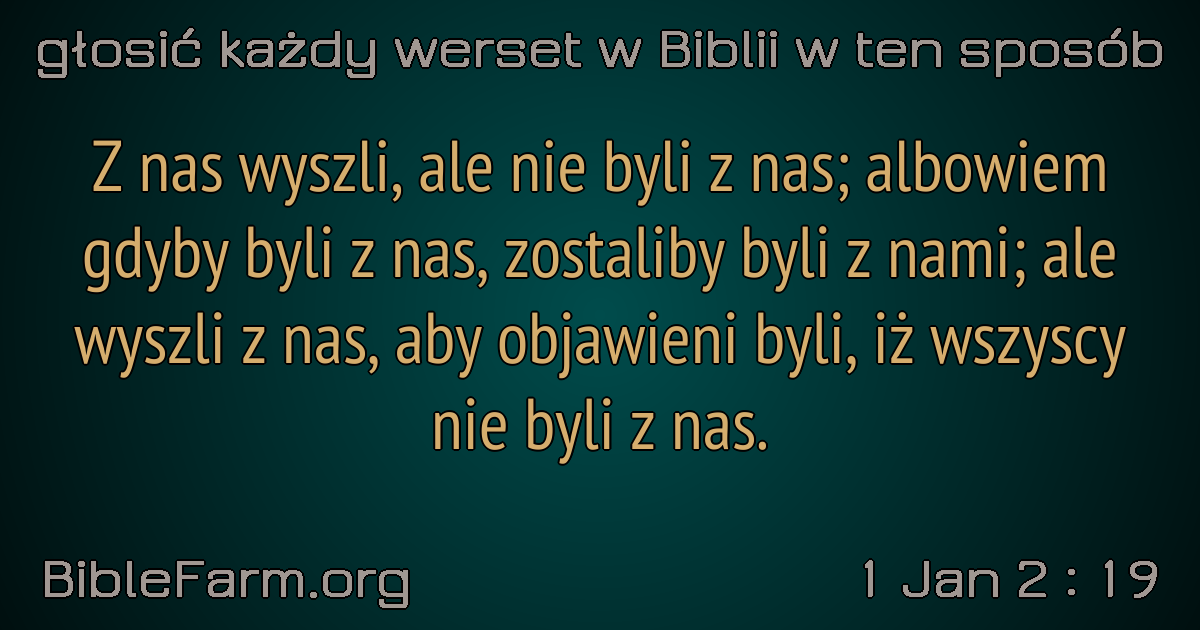 głosić każdy werset w Biblii w ten sposób
Z nas wyszli, ale nie byli z nas; albowiem
gdyby byli z nas, zostaliby byli z nami; ale
wyszli z nas, aby objawieni byli, iż wszyscy
nie byli z nas.
BibleFarm.org
1 Jan 2 : 19